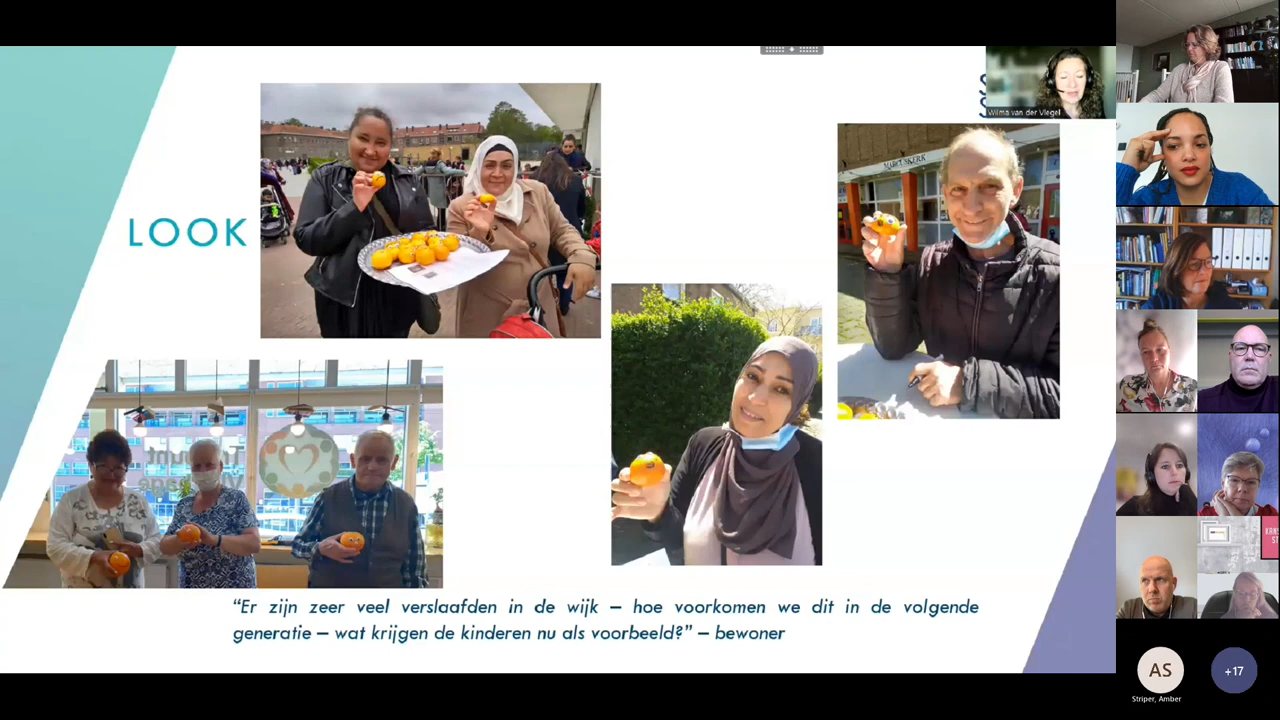 Wilma van der Vlegel
MARCUSKERK
LOOK
"Er zijn zeer veel verslaafden in de wijk – hoe voorkomen we dit in de volgende
generatie – wat krijgen de kinderen nu als voorbeeld?" – bewoner
AS
+17
Striper, Amber